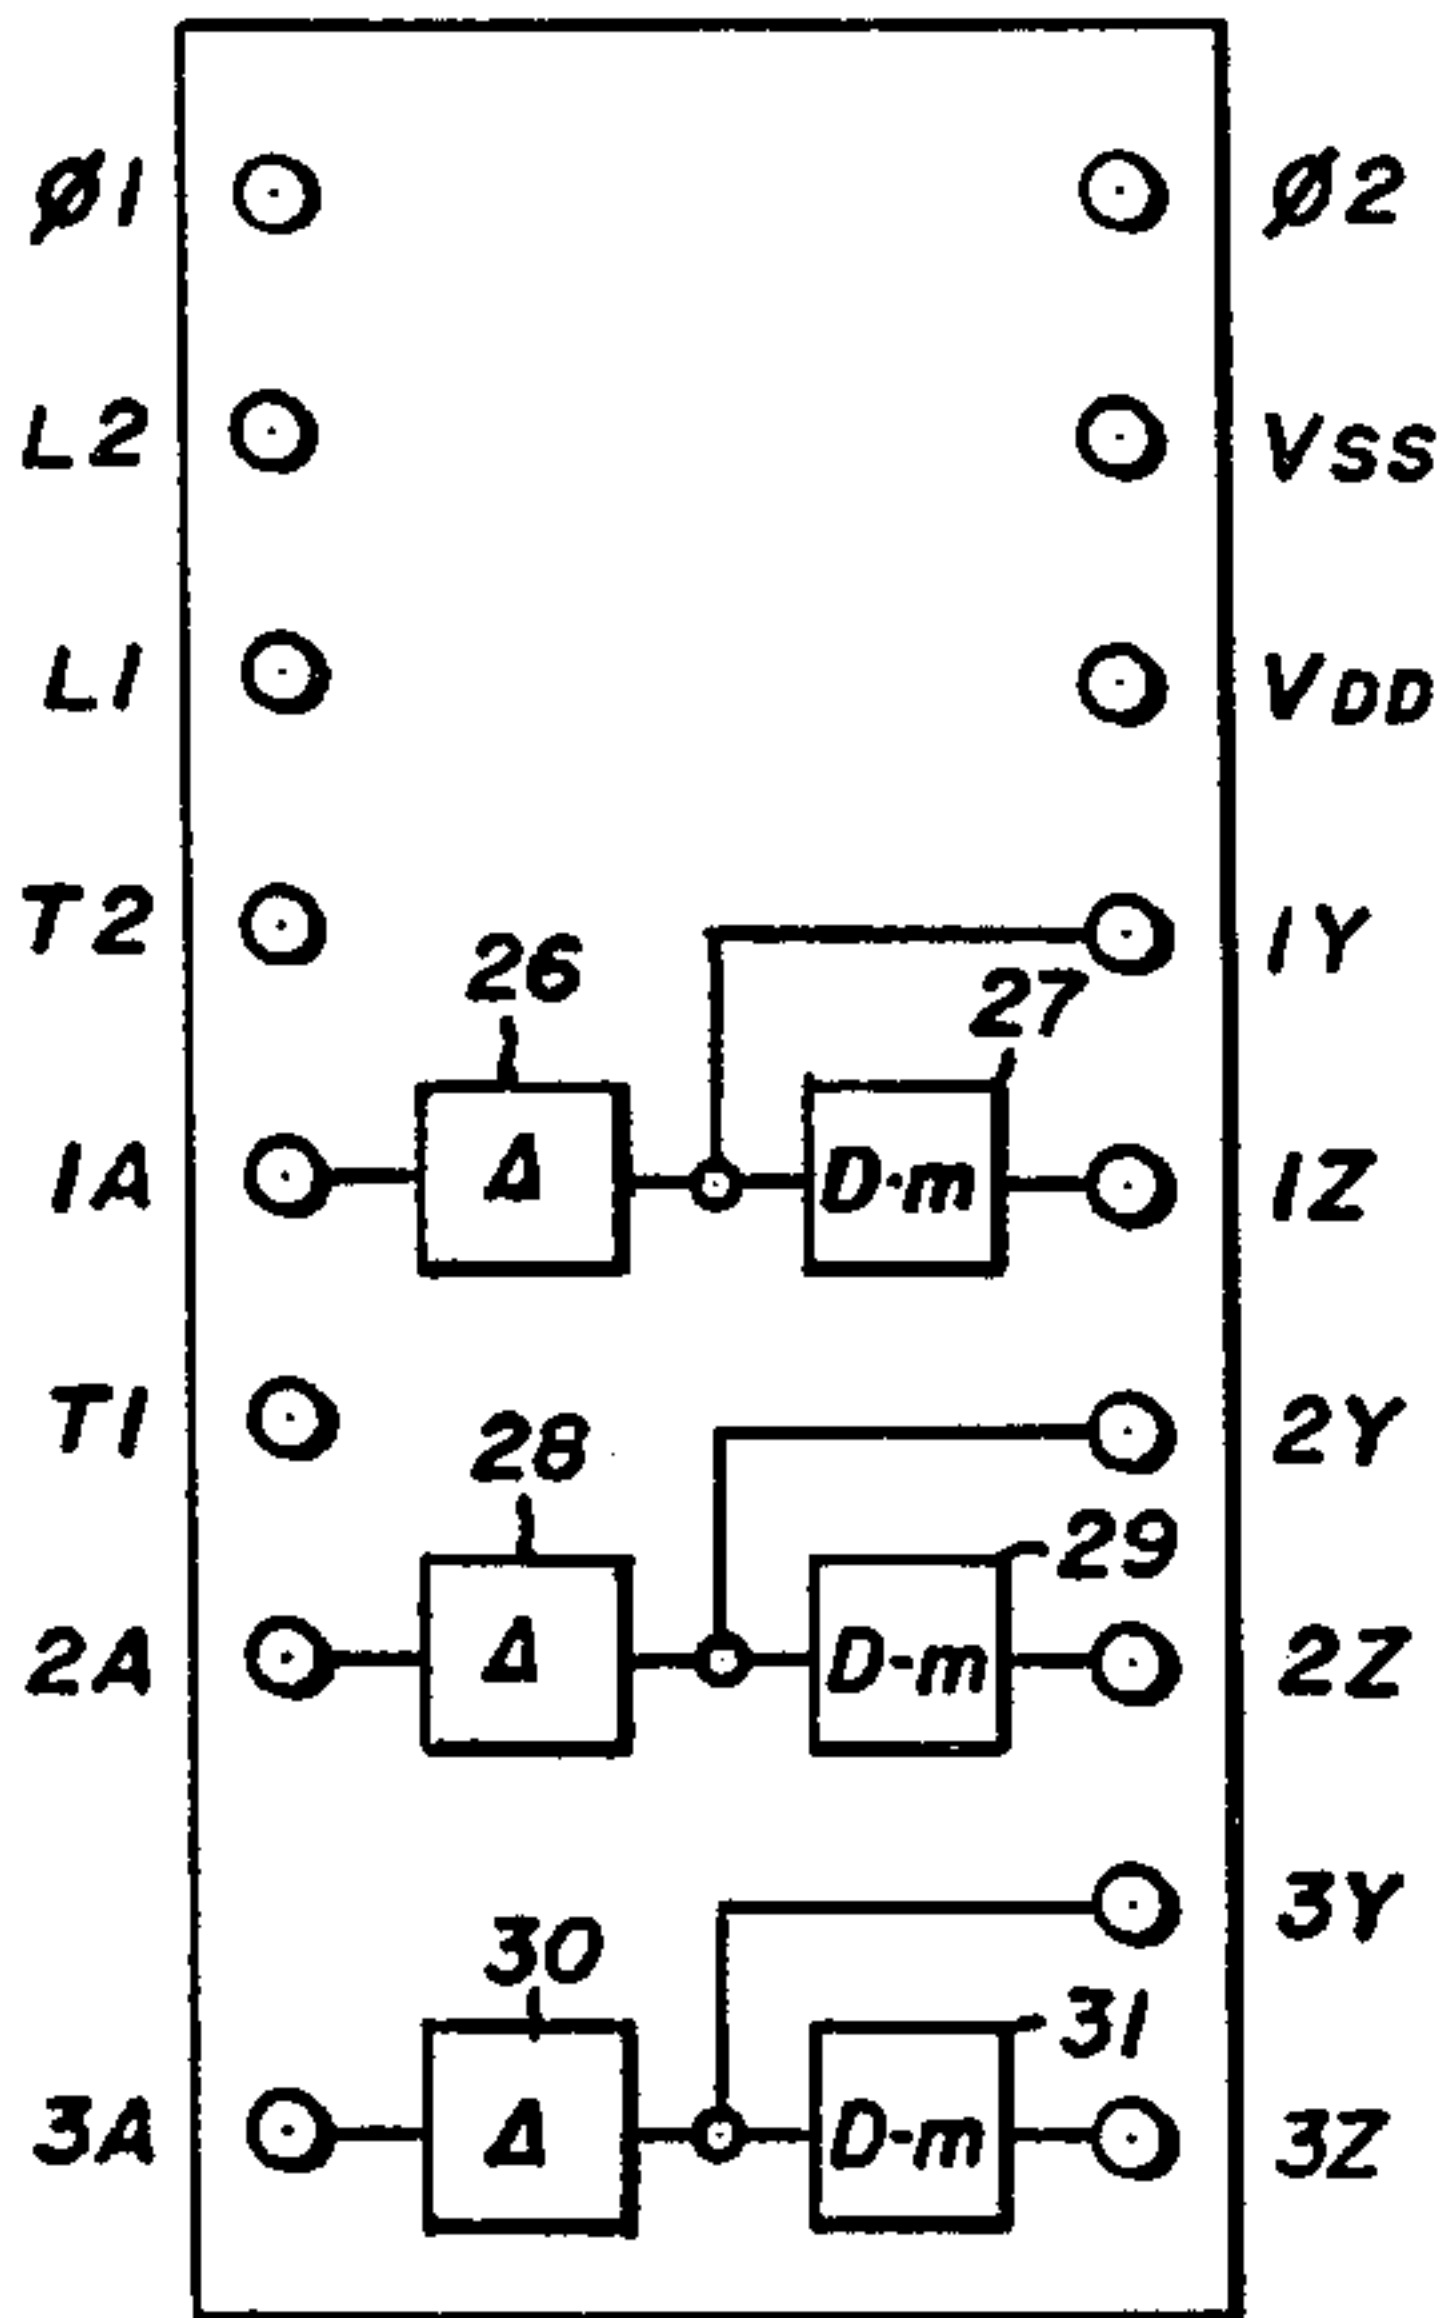 Ø1 Ø2
L2 VSS
L1 VDD
T2 1Y
26 27
1A Δ D-m 1Z
T1 2Y
28 29
2A Δ D-m 2Z
3Y
30 31
3A Δ D-m 3Z